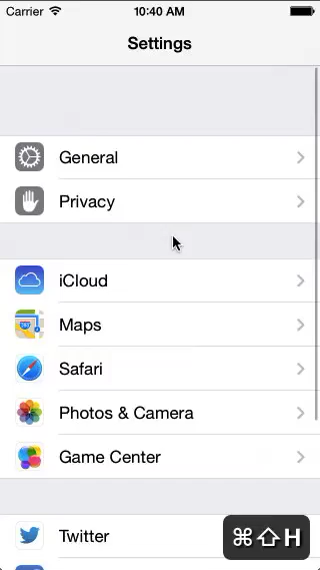 Carrier 10:40 AM
Settings
General
Privacy
iCloud
Maps
Safari
Photos & Camera
Game Center
Twitter
⌘⇧H